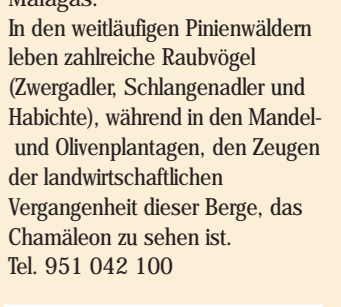 Malagas.
In den weitläufigen Pinienwäldern
leben zahlreiche Raubvögel
(Zwergadler, Schlangenadler und
Habichte), während in den Mandel-
und Olivenplantagen, den Zeugen
der landwirtschaftlichen
Vergangenheit dieser Berge, das
Chamäleon zu sehen ist.
Tel. 951 042 100